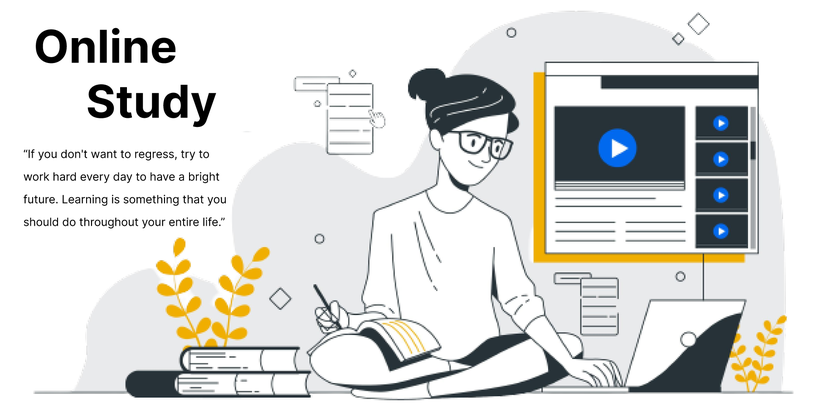 Online
Study
“If you don't want to regress, try to
work hard every day to have a bright
future. Learning is something that you
should do throughout your entire life.”